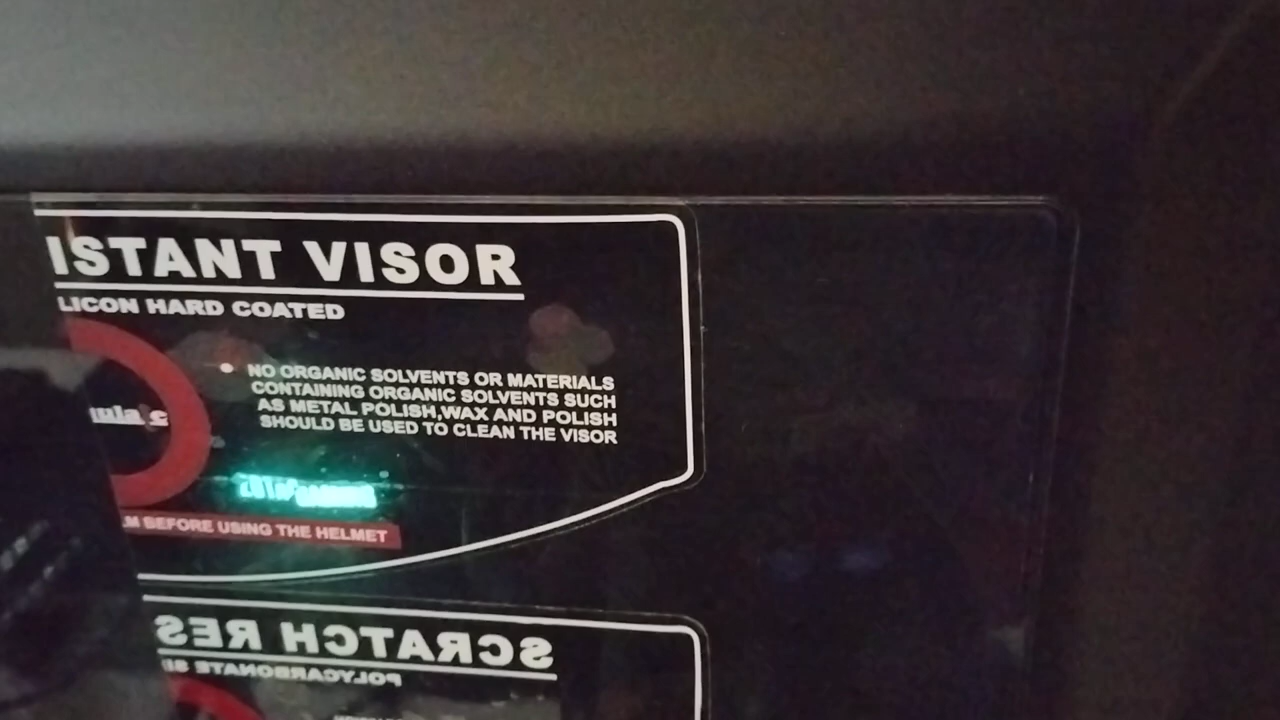 ISTANT VISOR
LICON HARD COATED
• NO ORGANIC SOLVENTS OR MATERIALS
CONTAINING ORGANIC SOLVENTS SUCH
AS METAL POLISH,WAX AND POLISH
SHOULD BE USED TO CLEAN THE VISOR
BEFORE USING THE HELMET
SCRATCH RES
POLYCARBONATE SI